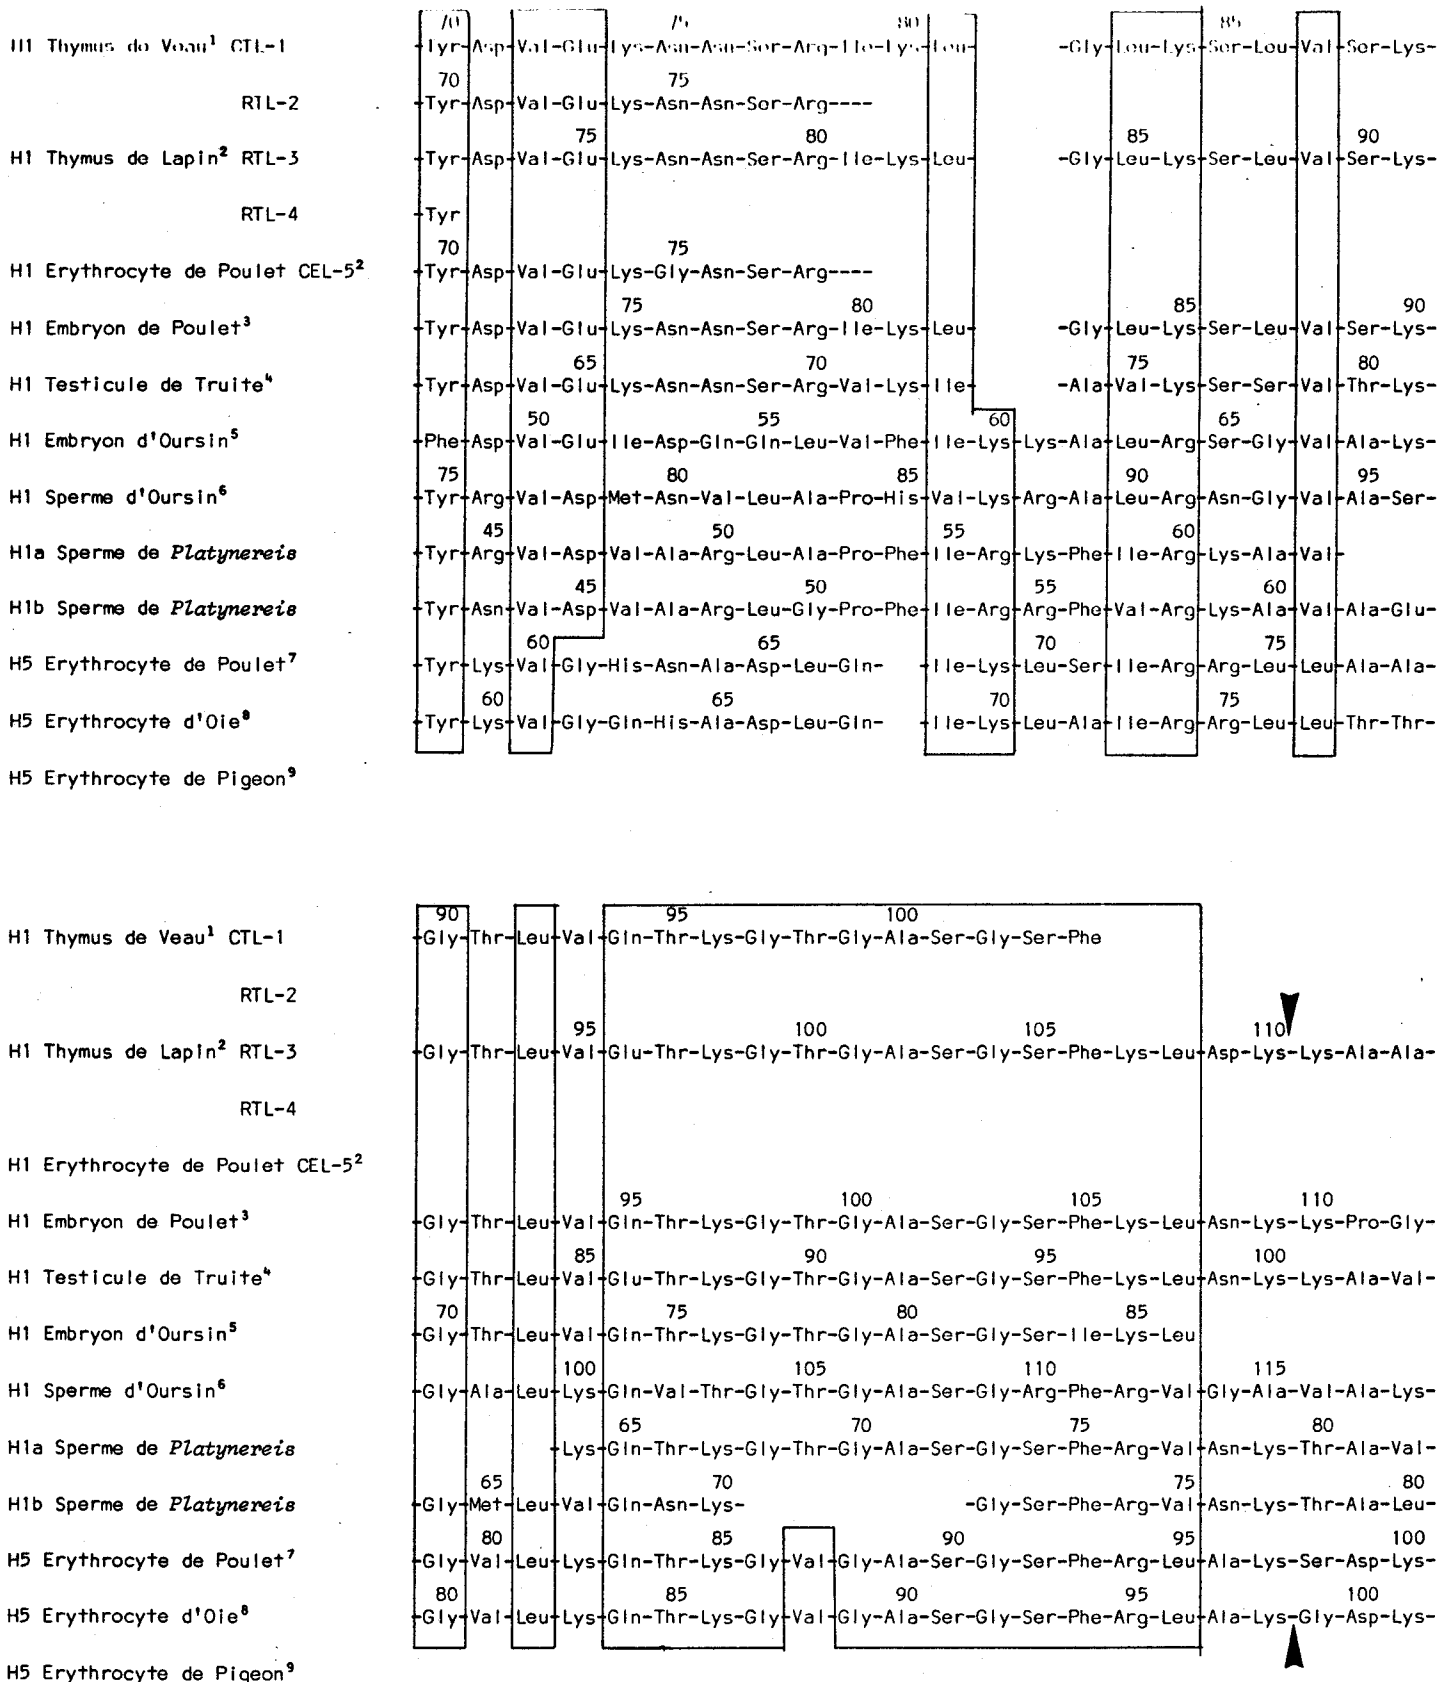 70 75 80 85
H1 Thymus de Veau¹ CTL-1 -Tyr-Asp-Val-Glu-Lys-Asn-Asn-Ser-Arg-Ile-Lys-Leu- -Gly-Leu-Lys-Ser-Leu-Val-Ser-Lys-
70 75
RTL-2 -Tyr-Asp-Val-Glu-Lys-Asn-Asn-Ser-Arg----
75 80 85 90
H1 Thymus de Lapin² RTL-3 -Tyr-Asp-Val-Glu-Lys-Asn-Asn-Ser-Arg-Ile-Lys-Leu- -Gly-Leu-Lys-Ser-Leu-Val-Ser-Lys-
RTL-4 -Tyr
70 75
H1 Erythrocyte de Poulet CEL-5² -Tyr-Asp-Val-Glu-Lys-Gly-Asn-Ser-Arg----
75 80 85 90
H1 Embryon de Poulet³ -Tyr-Asp-Val-Glu-Lys-Asn-Asn-Ser-Arg-Ile-Lys-Leu- -Gly-Leu-Lys-Ser-Leu-Val-Ser-Lys-
65 70 75 80
H1 Testicule de Truite⁴ -Tyr-Asp-Val-Glu-Lys-Asn-Asn-Ser-Arg-Val-Lys-Ile- -Ala-Val-Lys-Ser-Ser-Val-Thr-Lys-
50 55 60 65
H1 Embryon d'Oursin⁵ -Phe-Asp-Val-Glu-Ile-Asp-Gln-Gln-Leu-Val-Phe-Ile-Lys-Lys-Ala-Leu-Arg-Ser-Gly-Val-Ala-Lys-
75 80 85 90 95
H1 Sperme d'Oursin⁶ -Tyr-Arg-Val-Asp-Met-Asn-Val-Leu-Ala-Pro-His-Val-Lys-Arg-Ala-Leu-Arg-Asn-Gly-Val-Ala-Ser-
45 50 55 60
H1a Sperme de Platynereis -Tyr-Arg-Val-Asp-Val-Ala-Arg-Leu-Ala-Pro-Phe-Ile-Arg-Lys-Phe-Ile-Arg-Lys-Ala-Val-
45 50 55 60
H1b Sperme de Platynereis -Tyr-Asn-Val-Asp-Val-Ala-Arg-Leu-Gly-Pro-Phe-Ile-Arg-Arg-Phe-Val-Arg-Lys-Ala-Val-Ala-Glu-
60 65 70 75
H5 Erythrocyte de Poulet⁷ -Tyr-Lys-Val-Gly-His-Asn-Ala-Asp-Leu-Gln- -Ile-Lys-Leu-Ser-Ile-Arg-Arg-Leu-Leu-Ala-Ala-
60 65 70 75
H5 Erythrocyte d'Oie⁸ -Tyr-Lys-Val-Gly-Gln-His-Ala-Asp-Leu-Gln- -Ile-Lys-Leu-Ala-Ile-Arg-Arg-Leu-Leu-Thr-Thr-
H5 Erythrocyte de Pigeon⁹
90 95 100
H1 Thymus de Veau¹ CTL-1 -Gly-Thr-Leu-Val-Gln-Thr-Lys-Gly-Thr-Gly-Ala-Ser-Gly-Ser-Phe
RTL-2
95 100 105 110
H1 Thymus de Lapin² RTL-3 -Gly-Thr-Leu-Val-Glu-Thr-Lys-Gly-Thr-Gly-Ala-Ser-Gly-Ser-Phe-Lys-Leu-Asp-Lys-Lys-Ala-Ala-
RTL-4
H1 Erythrocyte de Poulet CEL-5²
95 100 105 110
H1 Embryon de Poulet³ -Gly-Thr-Leu-Val-Gln-Thr-Lys-Gly-Thr-Gly-Ala-Ser-Gly-Ser-Phe-Lys-Leu-Asn-Lys-Lys-Pro-Gly-
85 90 95 100
H1 Testicule de Truite⁴ -Gly-Thr-Leu-Val-Glu-Thr-Lys-Gly-Thr-Gly-Ala-Ser-Gly-Ser-Phe-Lys-Leu-Asn-Lys-Lys-Ala-Val-
70 75 80 85
H1 Embryon d'Oursin⁵ -Gly-Thr-Leu-Val-Gln-Thr-Lys-Gly-Thr-Gly-Ala-Ser-Gly-Ser-Ile-Lys-Leu
100 105 110 115
H1 Sperme d'Oursin⁶ -Gly-Ala-Leu-Lys-Gln-Val-Thr-Gly-Thr-Gly-Ala-Ser-Gly-Arg-Phe-Arg-Val-Gly-Ala-Val-Ala-Lys-
65 70 75 80
H1a Sperme de Platynereis -Lys-Gln-Thr-Lys-Gly-Thr-Gly-Ala-Ser-Gly-Ser-Phe-Arg-Val-Asn-Lys-Thr-Ala-Val-
65 70 75 80
H1b Sperme de Platynereis -Gly-Met-Leu-Val-Gln-Asn-Lys- -Gly-Ser-Phe-Arg-Val-Asn-Lys-Thr-Ala-Leu-
80 85 90 95 100
H5 Erythrocyte de Poulet⁷ -Gly-Val-Leu-Lys-Gln-Thr-Lys-Gly-Val-Gly-Ala-Ser-Gly-Ser-Phe-Arg-Leu-Ala-Lys-Ser-Asp-Lys-
80 85 90 95 100
H5 Erythrocyte d'Oie⁸ -Gly-Val-Leu-Lys-Gln-Thr-Lys-Gly-Val-Gly-Ala-Ser-Gly-Ser-Phe-Arg-Leu-Ala-Lys-Gly-Asp-Lys-
H5 Erythrocyte de Pigeon⁹